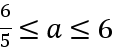 6/5 ≤ a ≤ 6